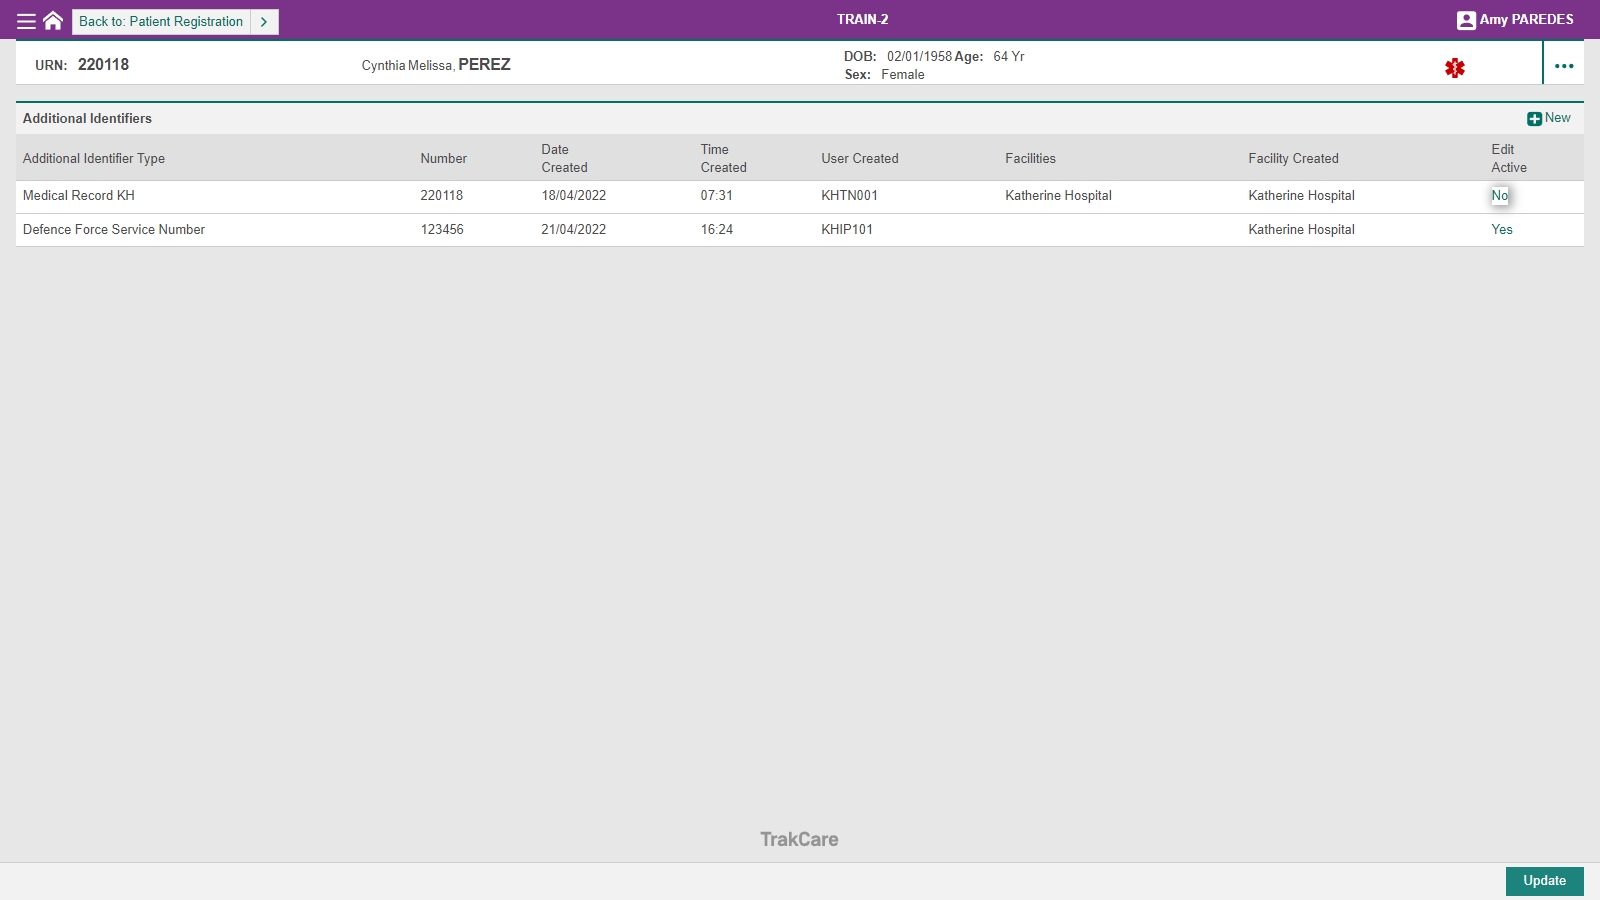 Back to: Patient Registration
TRAIN-2
Amy PAREDES
URN: 220118
Cynthia Melissa, PEREZ
DOB: 02/01/1958 Age: 64 Yr
Sex: Female
Additional Identifiers
New
Additional Identifier Type Number Date Created Time Created User Created Facilities Facility Created Edit Active
Medical Record KH 220118 18/04/2022 07:31 KHTN001 Katherine Hospital Katherine Hospital No
Defence Force Service Number 123456 21/04/2022 16:24 KHIP101 Katherine Hospital Yes
TrakCare
Update